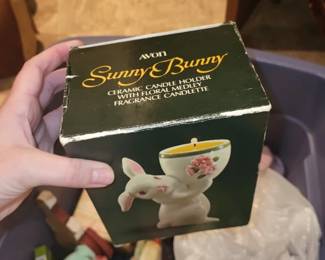 AVON
Sunny Bunny
CERAMIC CANDLE HOLDER
WITH FLORAL MEDLEY
FRAGRANCE CANDLETTE